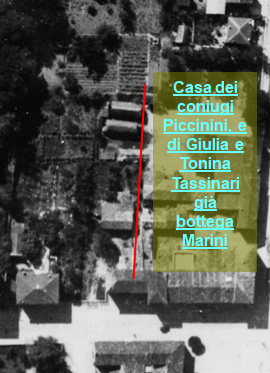 Casa dei
coniugi
Piccinini, e
di Giulia e
Tonina
Tassinari
già
bottega
Marini